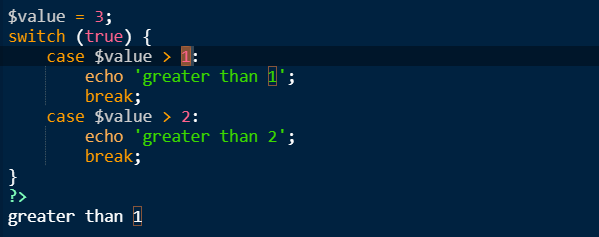 $value = 3;
switch (true) {
    case $value > 1:
        echo 'greater than 1';
        break;
    case $value > 2:
        echo 'greater than 2';
        break;
}
?>
greater than 1